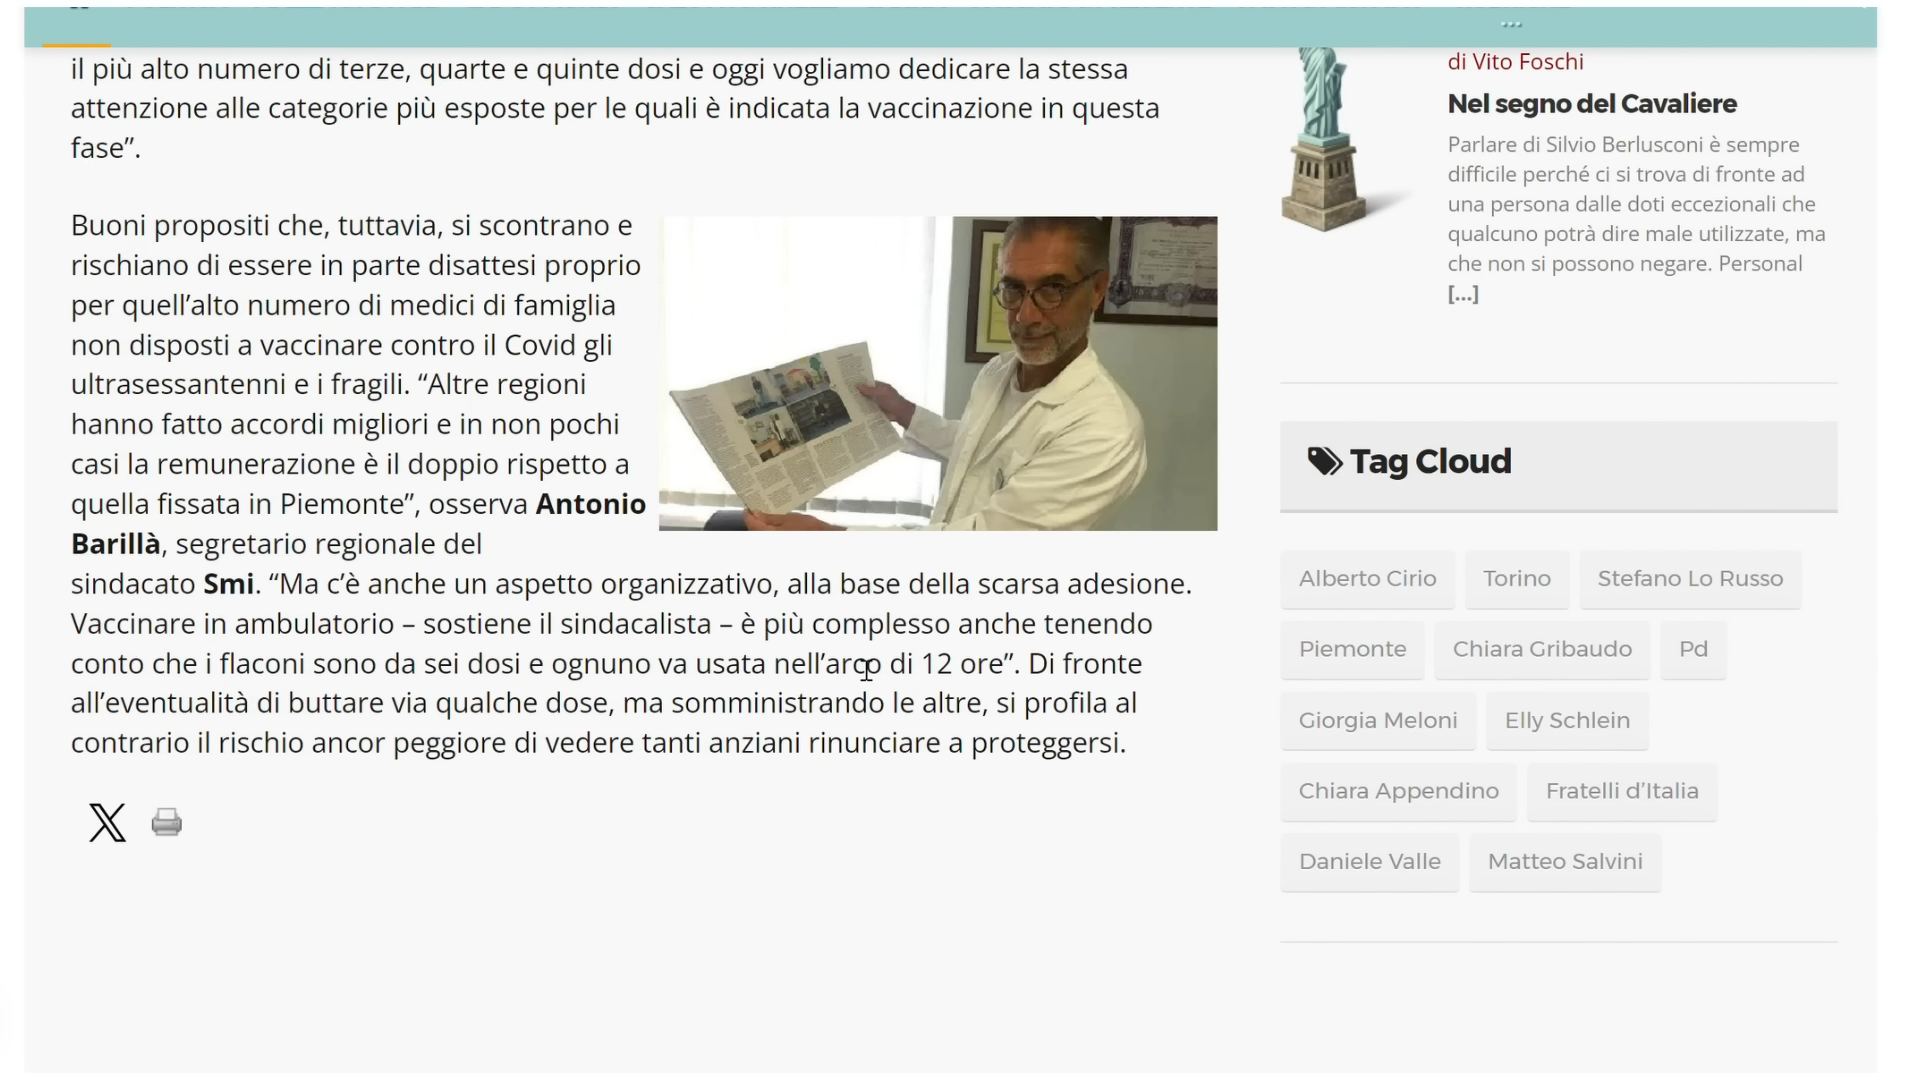 ...
il più alto numero di terze, quarte e quinte dosi e oggi vogliamo dedicare la stessa
attenzione alle categorie più esposte per le quali è indicata la vaccinazione in questa
fase”.
Buoni propositi che, tuttavia, si scontrano e
rischiano di essere in parte disattesi proprio
per quell’alto numero di medici di famiglia
non disposti a vaccinare contro il Covid gli
ultrasessantenni e i fragili. “Altre regioni
hanno fatto accordi migliori e in non pochi
casi la remunerazione è il doppio rispetto a
quella fissata in Piemonte”, osserva Antonio
Barillà, segretario regionale del
sindacato Smi. “Ma c’è anche un aspetto organizzativo, alla base della scarsa adesione.
Vaccinare in ambulatorio – sostiene il sindacalista – è più complesso anche tenendo
conto che i flaconi sono da sei dosi e ognuno va usata nell’arco di 12 ore”. Di fronte
all’eventualità di buttare via qualche dose, ma somministrando le altre, si profila al
contrario il rischio ancor peggiore di vedere tanti anziani rinunciare a proteggersi.
di Vito Foschi
Nel segno del Cavaliere
Parlare di Silvio Berlusconi è sempre
difficile perché ci si trova di fronte ad
una persona dalle doti eccezionali che
qualcuno potrà dire male utilizzate, ma
che non si possono negare. Personal
[...]
Tag Cloud
Alberto Cirio Torino Stefano Lo Russo
Piemonte Chiara Gribaudo Pd
Giorgia Meloni Elly Schlein
Chiara Appendino Fratelli d’Italia
Daniele Valle Matteo Salvini